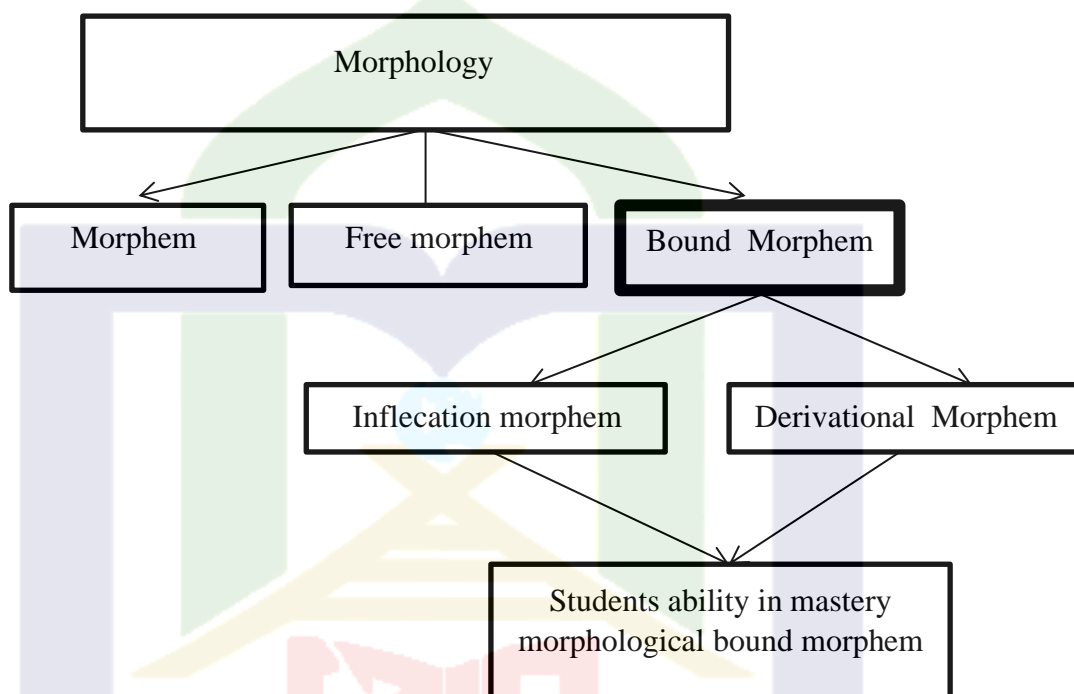 Morphology
Morphem
Free morphem
Bound Morphem
Inflecation morphem
Derivational Morphem
Students ability in mastery
morphological bound morphem